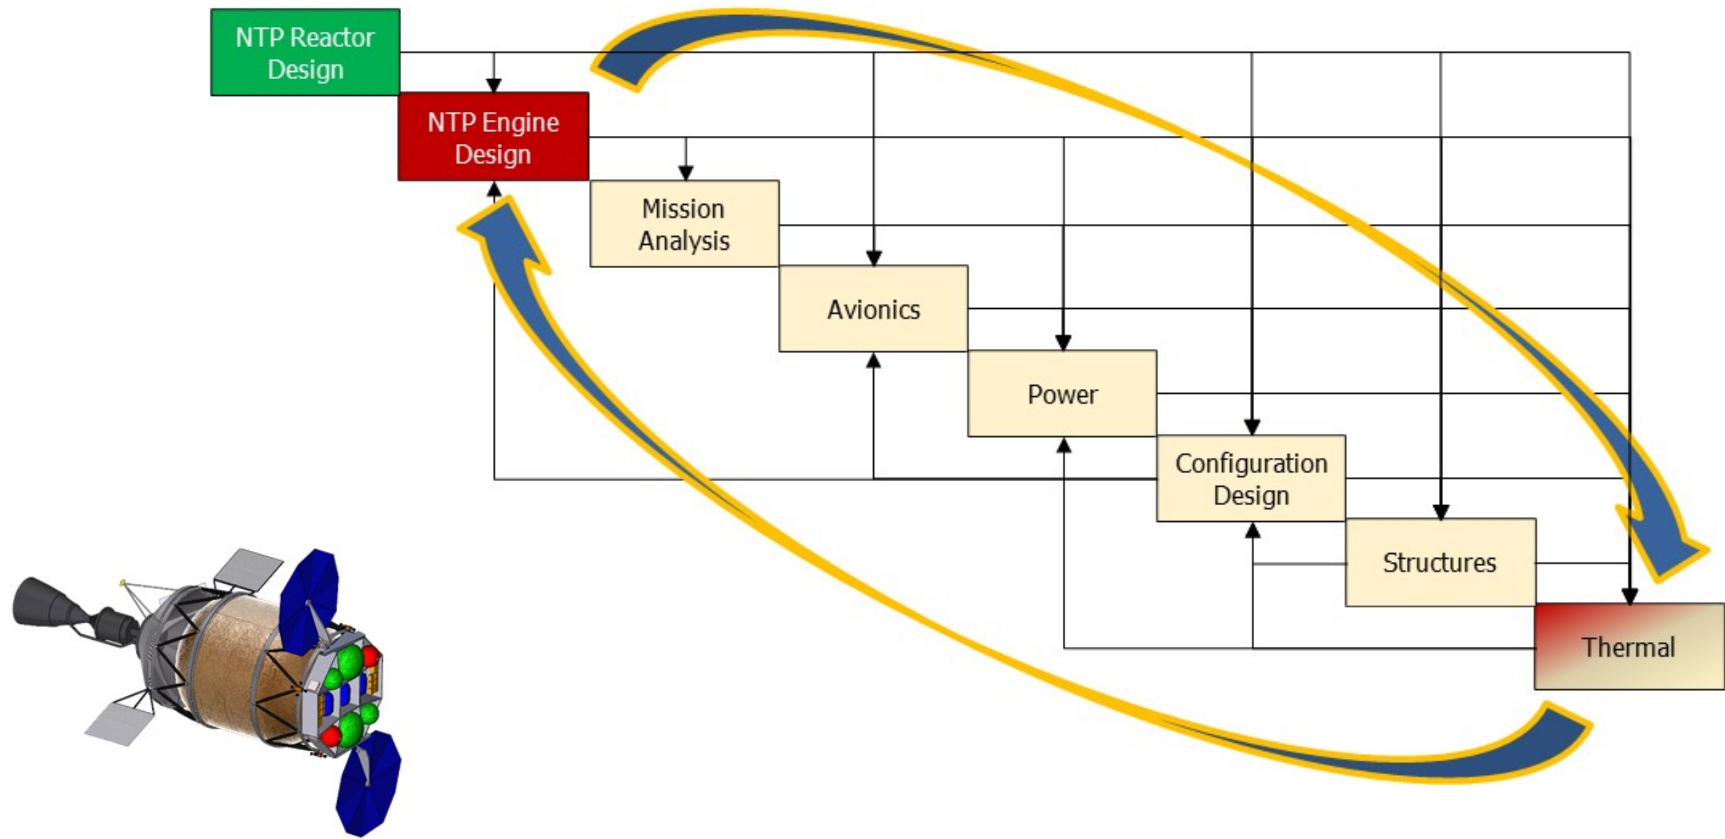 NTP Reactor
Design
NTP Engine
Design
Mission
Analysis
Avionics
Power
Configuration
Design
Structures
Thermal